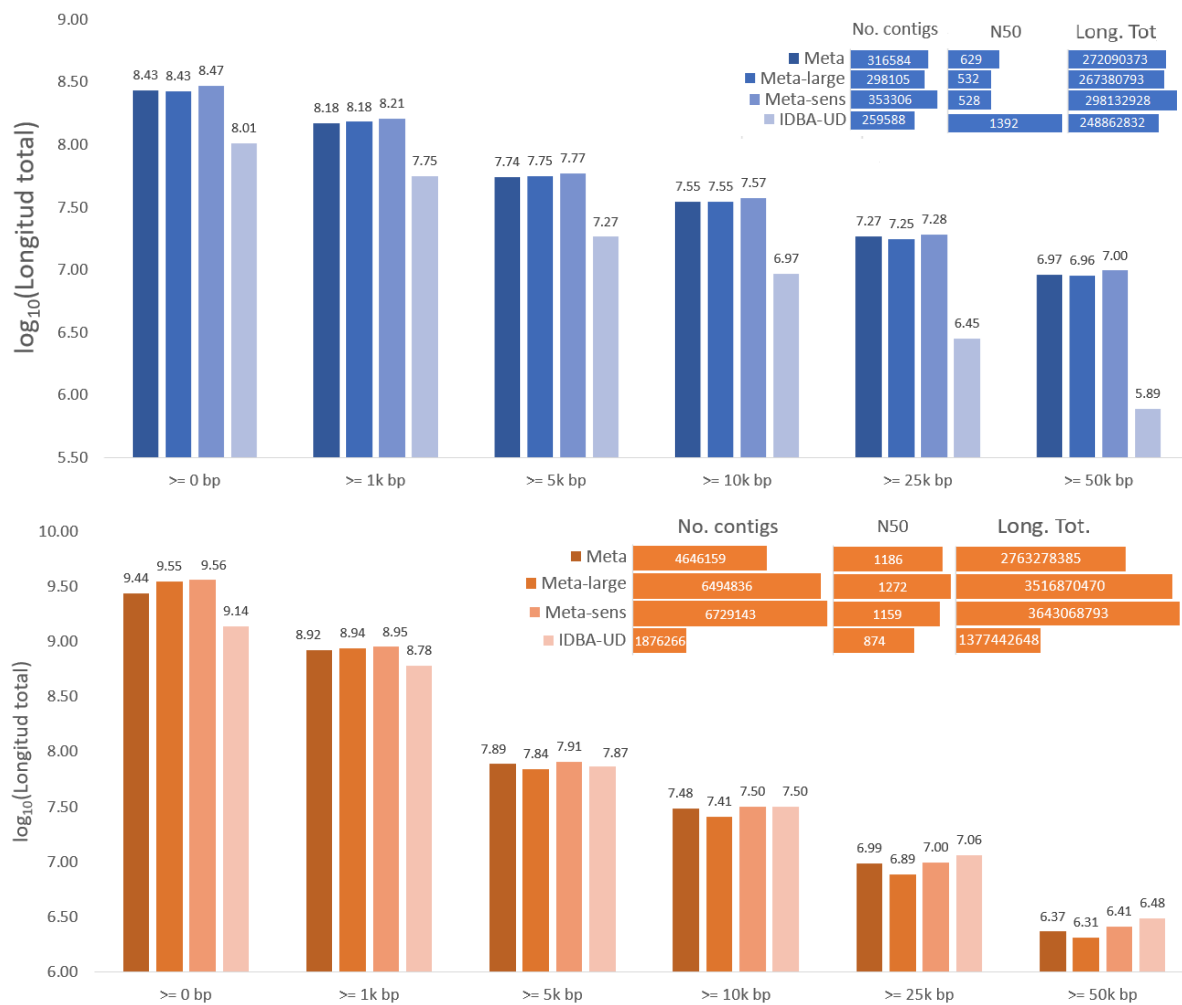 9.00
8.50
8.00
7.50
7.00
6.50
6.00
5.50
log10(Longitud total)
No. contigs N50 Long. Tot
Meta 316584 629 272090373
Meta-large 298105 532 267380793
Meta-sens 353306 528 298132928
IDBA-UD 259588 1392 248862832
8.43 8.43 8.47 8.01
8.18 8.18 8.21 7.75
7.74 7.75 7.77 7.27
7.55 7.55 7.57 6.97
7.27 7.25 7.28 6.45
6.97 6.96 7.00 5.89
>= 0 bp >= 1k bp >= 5k bp >= 10k bp >= 25k bp >= 50k bp
10.00
9.50
9.00
8.50
8.00
7.50
7.00
6.50
6.00
log10(Longitud total)
No. contigs N50 Long. Tot.
Meta 4646159 1186 2763278385
Meta-large 6494836 1272 3516870470
Meta-sens 6729143 1159 3643068793
IDBA-UD 1876266 874 1377442648
9.44 9.55 9.56 9.14
8.92 8.94 8.95 8.78
7.89 7.84 7.91 7.87
7.48 7.41 7.50 7.50
6.99 6.89 7.00 7.06
6.37 6.31 6.41 6.48
>= 0 bp >= 1k bp >= 5k bp >= 10k bp >= 25k bp >= 50k bp